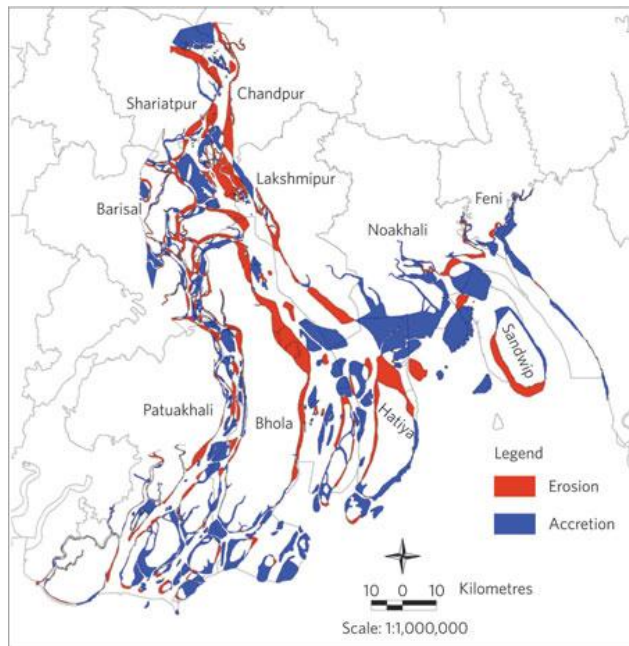 Shariatpur
Chandpur
Lakshmipur
Barisal
Feni
Noakhali
Sandwip
Patuakhali
Bhola
Hatiya
Legend
Erosion
Accretion
10 0 10 Kilometres
Scale: 1:1,000,000